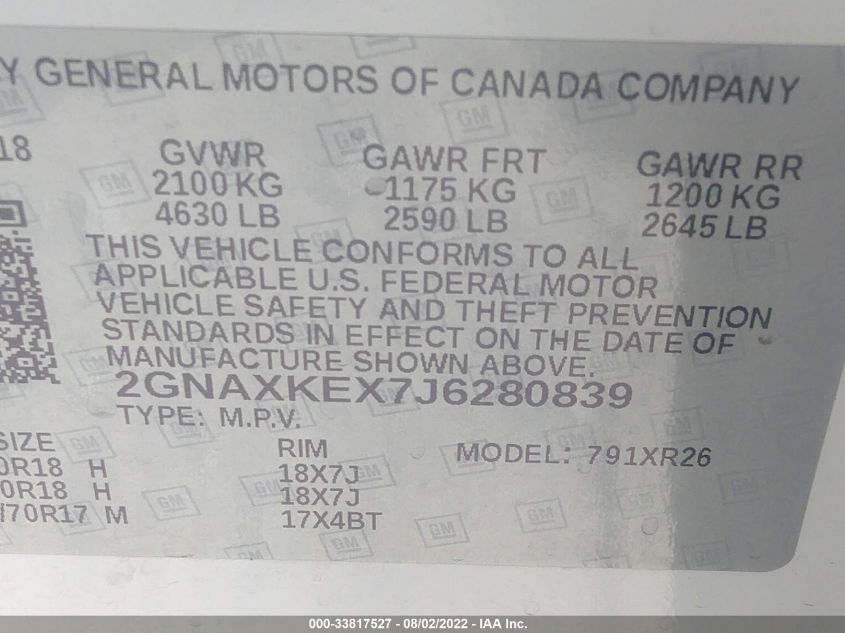 Y GENERAL MOTORS OF CANADA COMPANY
18 GVWR GAWR FRT GAWR RR
2100 KG 1175 KG 1200 KG
4630 LB 2590 LB 2645 LB
THIS VEHICLE CONFORMS TO ALL
APPLICABLE U.S. FEDERAL MOTOR
VEHICLE SAFETY AND THEFT PREVENTION
STANDARDS IN EFFECT ON THE DATE OF
MANUFACTURE SHOWN ABOVE.
2GNAXKEX7J6280839
TYPE: M.P.V.
SIZE RIM MODEL: 791XR26
0R18 H 18X7J
0R18 H 18X7J
/70R17 M 17X4BT
GM
000-33817527 - 08/02/2022 - IAA Inc.